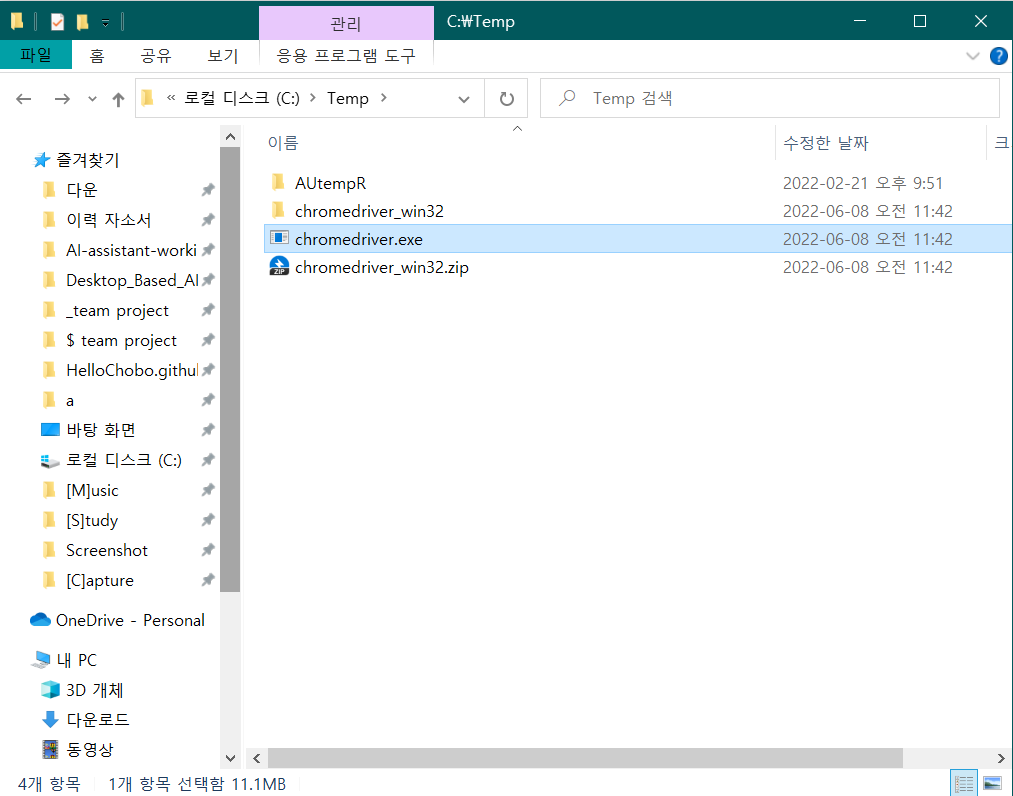 관리
C:\Temp
파일 홈 공유 보기 응용 프로그램 도구
« 로컬 디스크 (C:) > Temp > Temp 검색
이름 수정한 날짜 크
즐겨찾기
다운
이력 자소서
AI-assistant-worki
Desktop_Based_AI
_team project
$ team project
HelloChobo.githul
a
바탕 화면
로컬 디스크 (C:)
[M]usic
[S]tudy
Screenshot
[C]apture
OneDrive - Personal
내 PC
3D 개체
다운로드
동영상
AUtempR 2022-02-21 오후 9:51
chromedriver_win32 2022-06-08 오전 11:42
chromedriver.exe 2022-06-08 오전 11:42
ZIP chromedriver_win32.zip 2022-06-08 오전 11:42
4개 항목 1개 항목 선택함 11.1MB